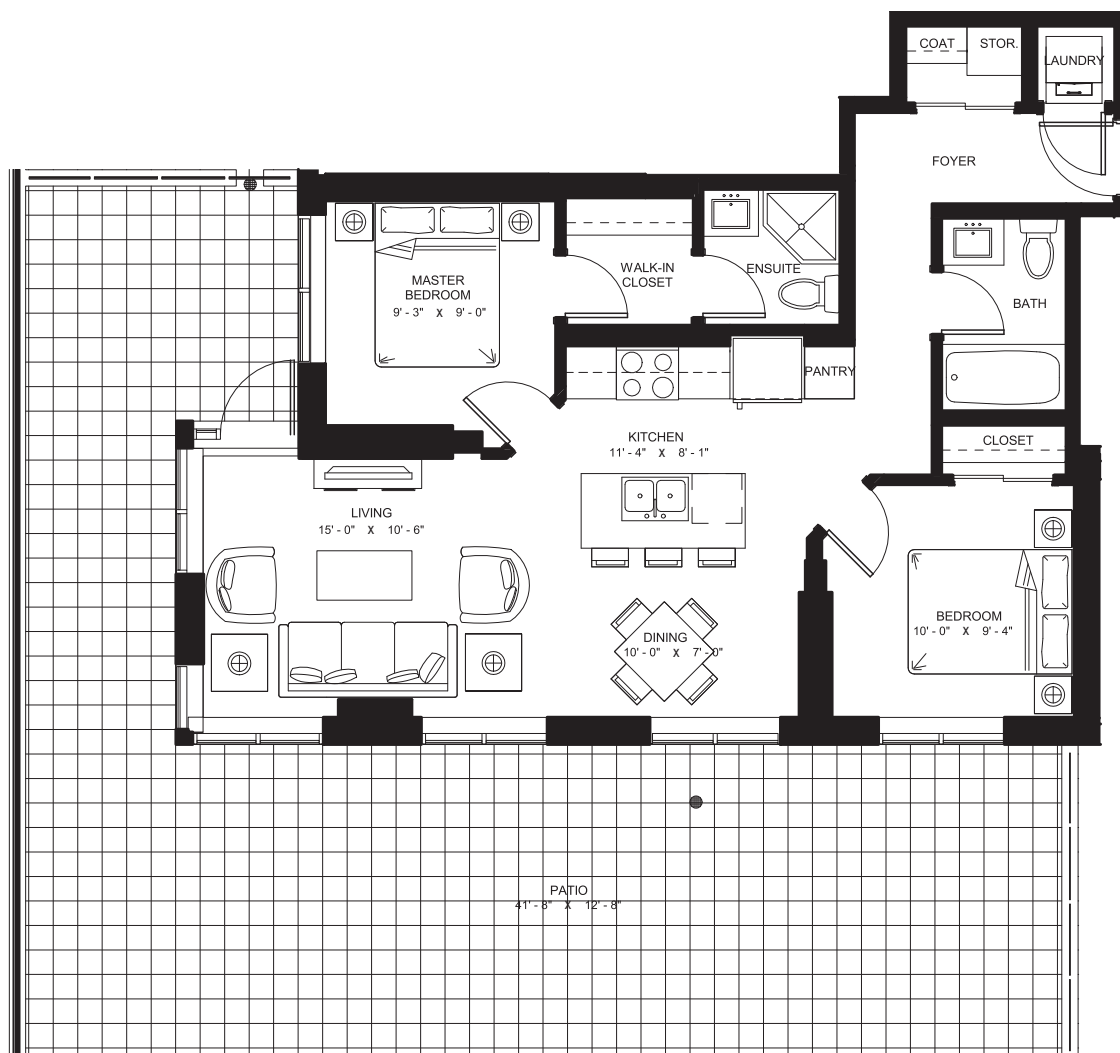 COAT
STOR.
LAUNDRY
FOYER
MASTER
BEDROOM
9' - 3" X 9' - 0"
WALK-IN
CLOSET
ENSUITE
BATH
PANTRY
KITCHEN
11' - 4" X 8' - 1"
CLOSET
LIVING
15' - 0" X 10' - 6"
BEDROOM
10' - 0" X 9' - 4"
DINING
10' - 0" X 7' - 0"
PATIO
41' - 8" X 12' - 8"